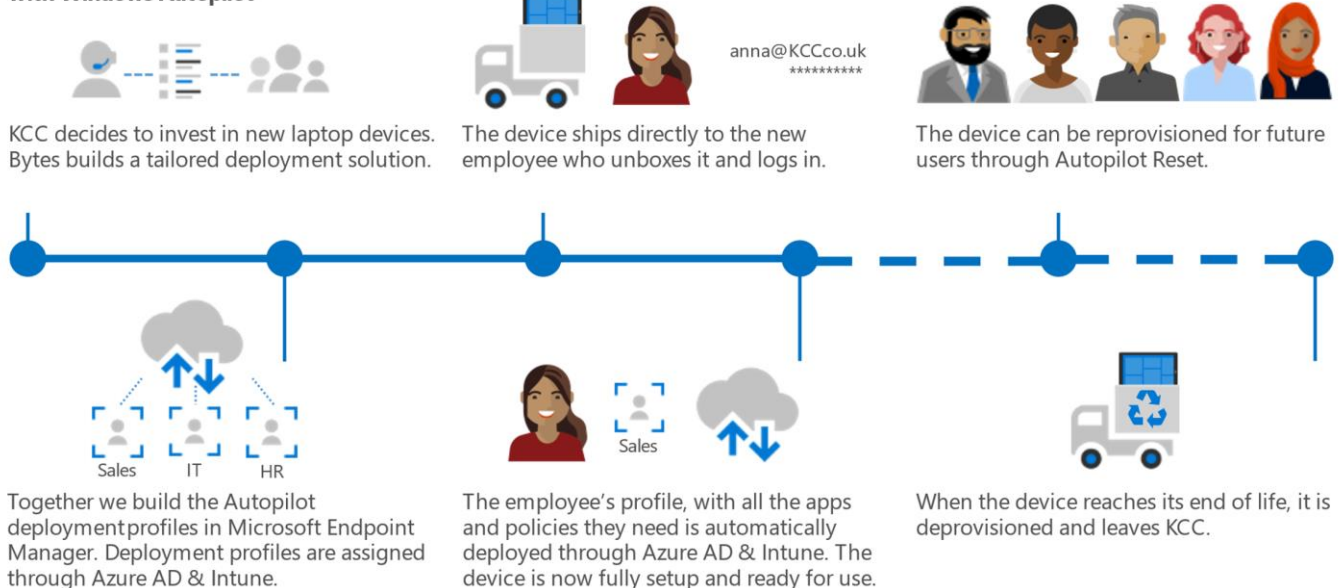 with Windows Autopilot
anna@KCCco.uk
**********
KCC decides to invest in new laptop devices.
Bytes builds a tailored deployment solution.
The device ships directly to the new
employee who unboxes it and logs in.
The device can be reprovisioned for future
users through Autopilot Reset.
Sales
IT
HR
Together we build the Autopilot
deploymentprofiles in Microsoft Endpoint
Manager. Deployment profiles are assigned
through Azure AD & Intune.
Sales
The employee's profile, with all the apps
and policies they need is automatically
deployed through Azure AD & Intune. The
device is now fully setup and ready for use.
When the device reaches its end of life, it is
deprovisioned and leaves KCC.